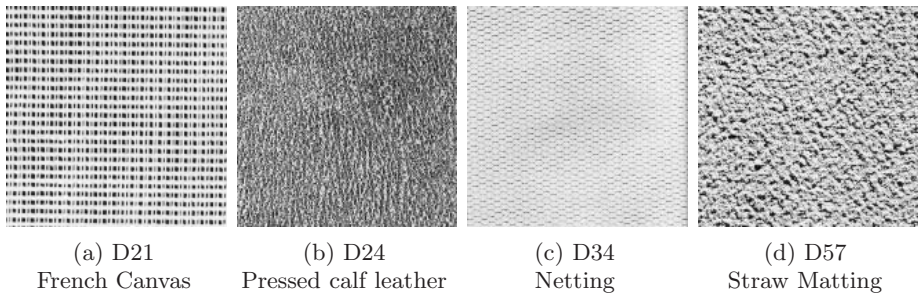 (a) D21
French Canvas
(b) D24
Pressed calf leather
(c) D34
Netting
(d) D57
Straw Matting